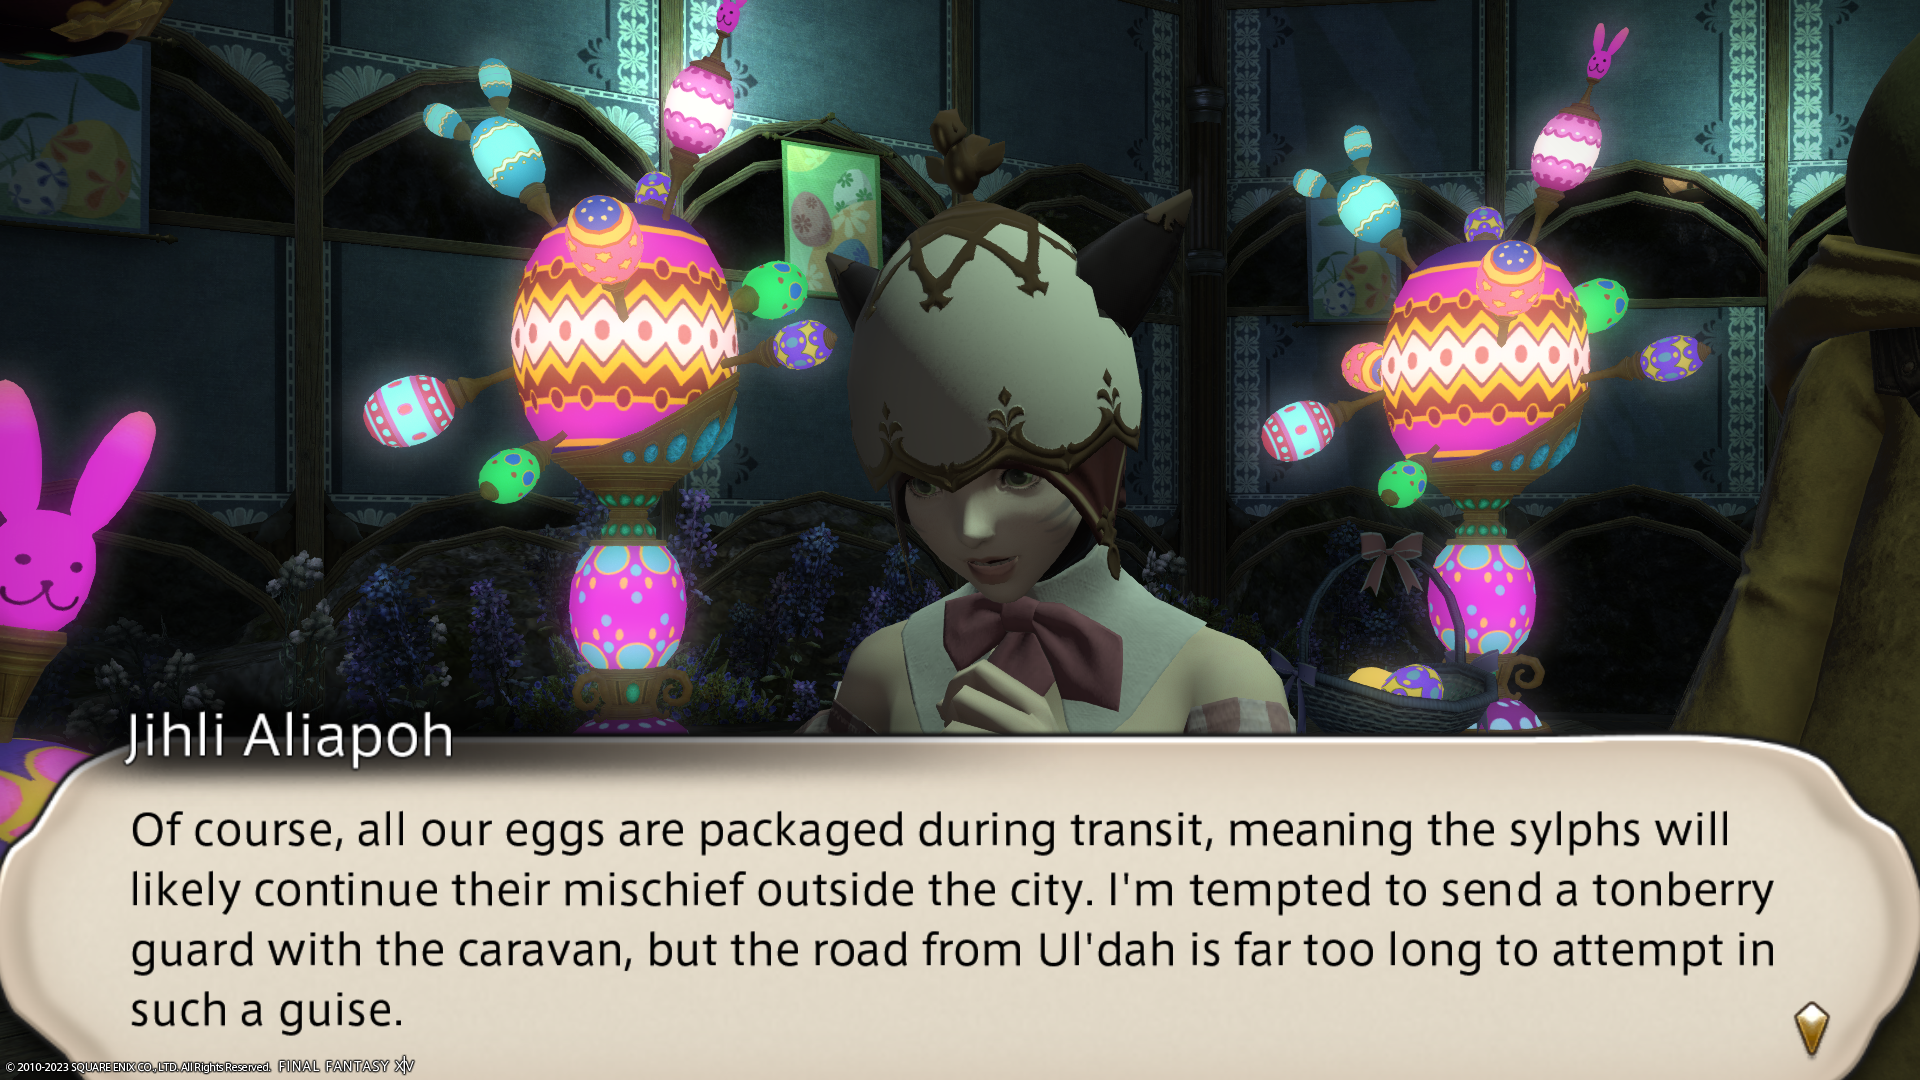 Jihli Aliapoh
Of course, all our eggs are packaged during transit, meaning the sylphs will
likely continue their mischief outside the city. I'm tempted to send a tonberry
guard with the caravan, but the road from Ul'dah is far too long to attempt in
such a guise.
© 2010-2023 SQUARE ENIX CO., LTD. All Rights Reserved. FINAL FANTASY XIV